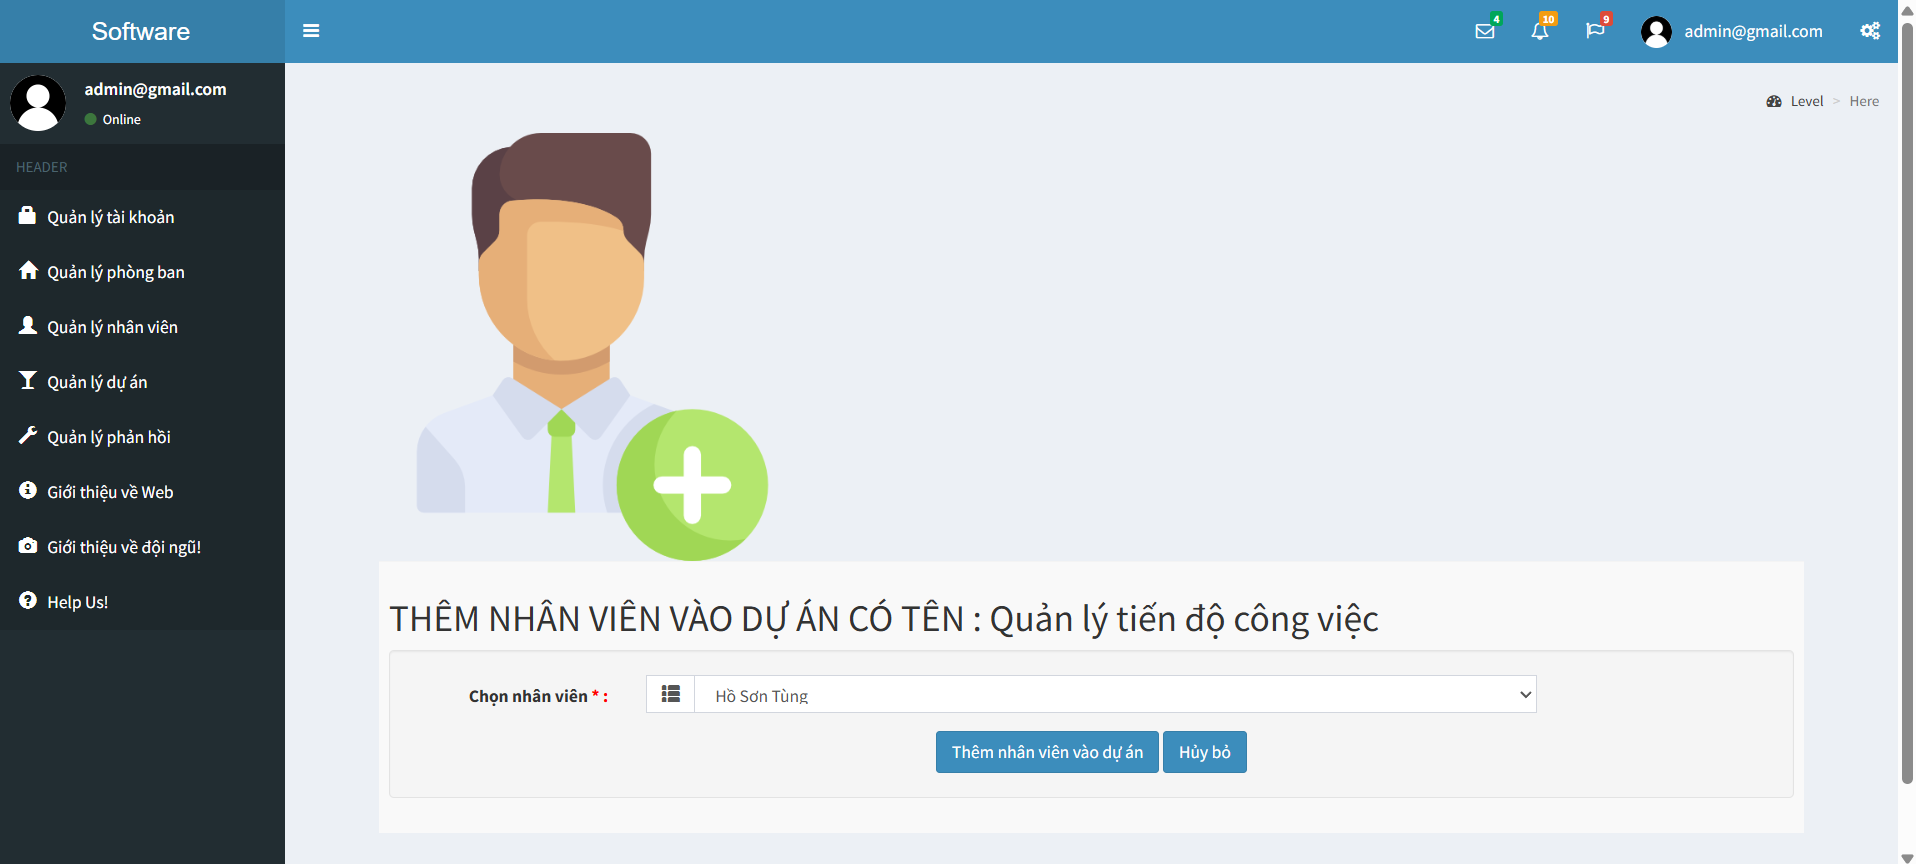 Software
4
10
9
admin@gmail.com
admin@gmail.com
Online
HEADER
Quản lý tài khoản
Quản lý phòng ban
Quản lý nhân viên
Quản lý dự án
Quản lý phản hồi
Giới thiệu về Web
Giới thiệu về đội ngũ!
Help Us!
Level > Here
THÊM NHÂN VIÊN VÀO DỰ ÁN CÓ TÊN : Quản lý tiến độ công việc
Chọn nhân viên * :
Hồ Sơn Tùng
Thêm nhân viên vào dự án
Hủy bỏ